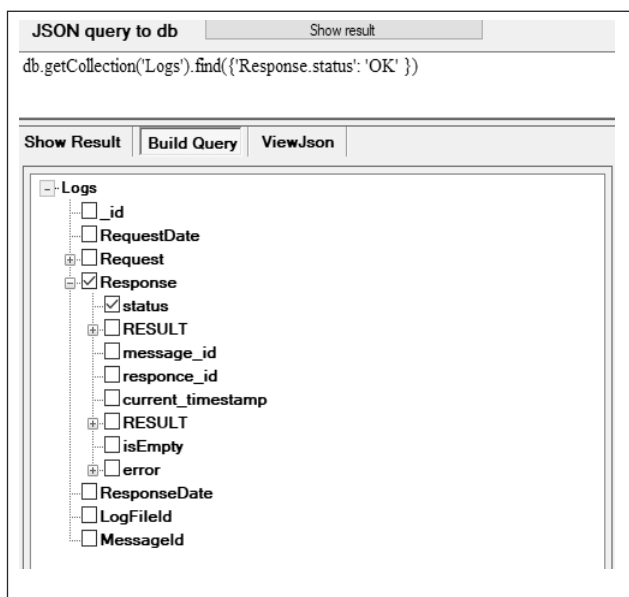 JSON query to db Show result
db.getCollection('Logs').find({'Response.status': 'OK' })
Show Result Build Query ViewJson
Logs
_id
RequestDate
Request
Response
status
RESULT
message_id
responce_id
current_timestamp
RESULT
isEmpty
error
ResponseDate
LogFileId
MessageId